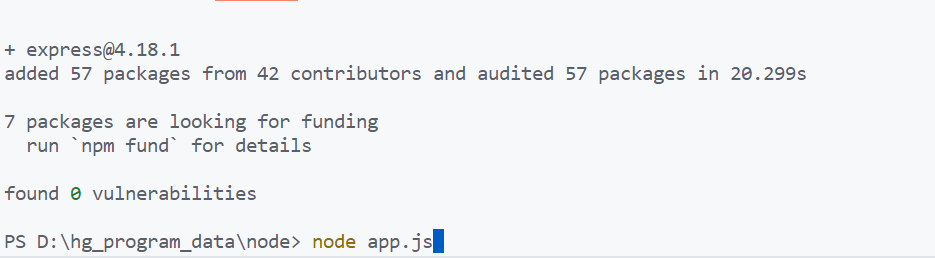 + express@4.18.1
added 57 packages from 42 contributors and audited 57 packages in 20.299s
7 packages are looking for funding
run `npm fund` for details
found 0 vulnerabilities
PS D:\hg_program_data\node> node app.js